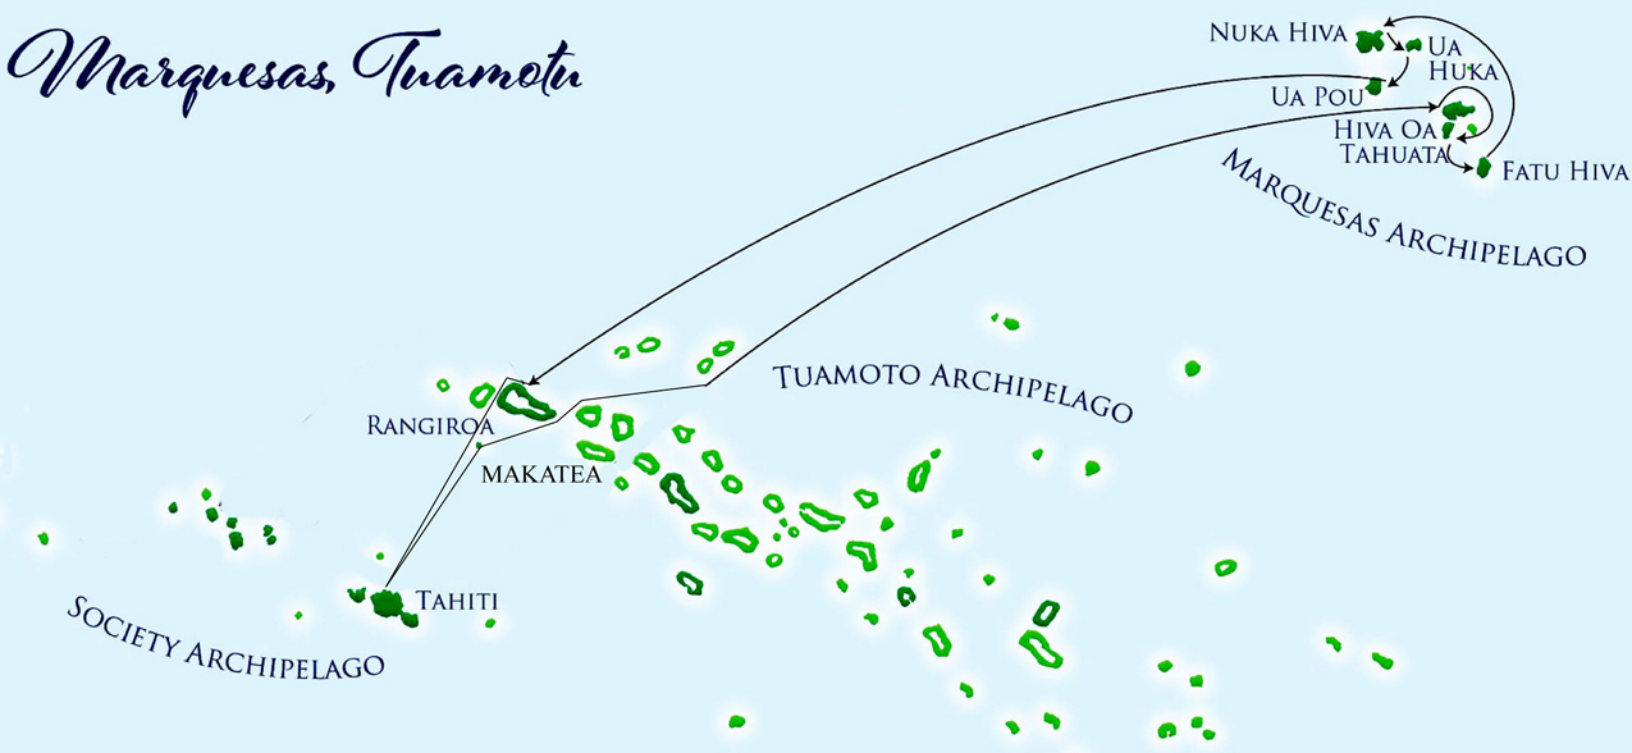 Marquesas, Tuamotu
NUKA HIVA
UA
HUKA
UA POU
HIVA OA
TAHUATA
FATU HIVA
MARQUESAS ARCHIPELAGO
TUAMOTO ARCHIPELAGO
RANGIROA
MAKATEA
TAHITI
SOCIETY ARCHIPELAGO